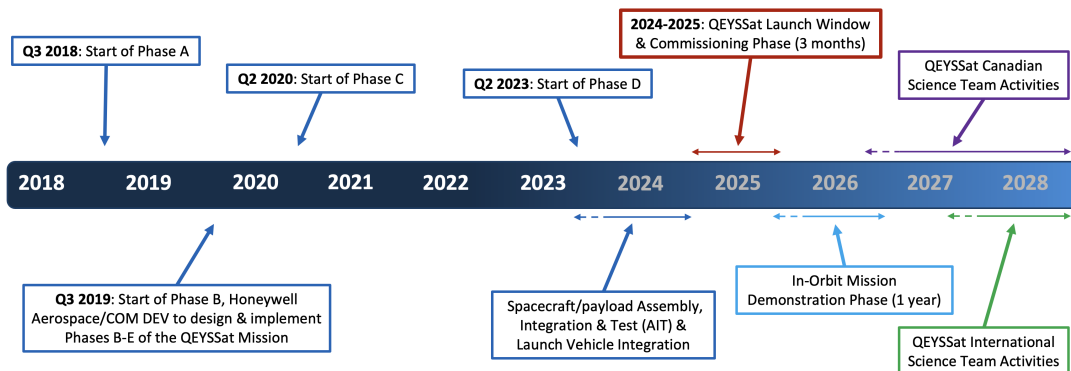 2024-2025: QEYSSat Launch Window
& Commissioning Phase (3 months)
Q3 2018: Start of Phase A
QEYSSat Canadian
Science Team Activities
Q2 2020: Start of Phase C
Q2 2023: Start of Phase D
2018 2019 2020 2021 2022 2023 2024 2025 2026 2027 2028
Q3 2019: Start of Phase B, Honeywell
Aerospace/COM DEV to design & implement
Phases B-E of the QEYSSat Mission
Spacecraft/payload Assembly,
Integration & Test (AIT) &
Launch Vehicle Integration
In-Orbit Mission
Demonstration Phase (1 year)
QEYSSat International
Science Team Activities